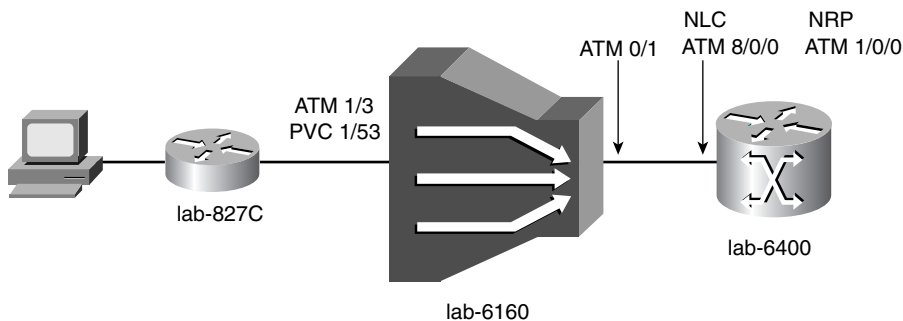 NLC
NRP
ATM 0/1
ATM 8/0/0
ATM 1/0/0
ATM 1/3
PVC 1/53
lab-827C
lab-6400
lab-6160